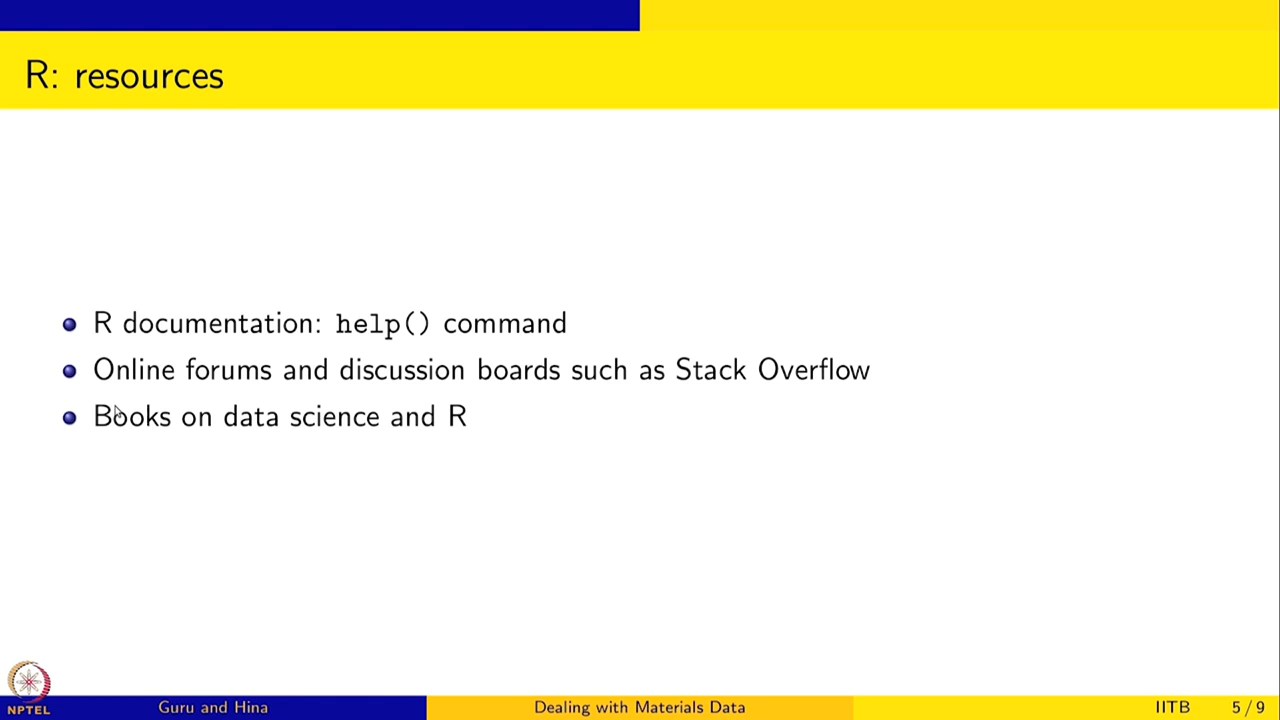 R: resources
R documentation: help() command
Online forums and discussion boards such as Stack Overflow
Books on data science and R
NPTEL
Guru and Hina
Dealing with Materials Data
IITB
5 / 9